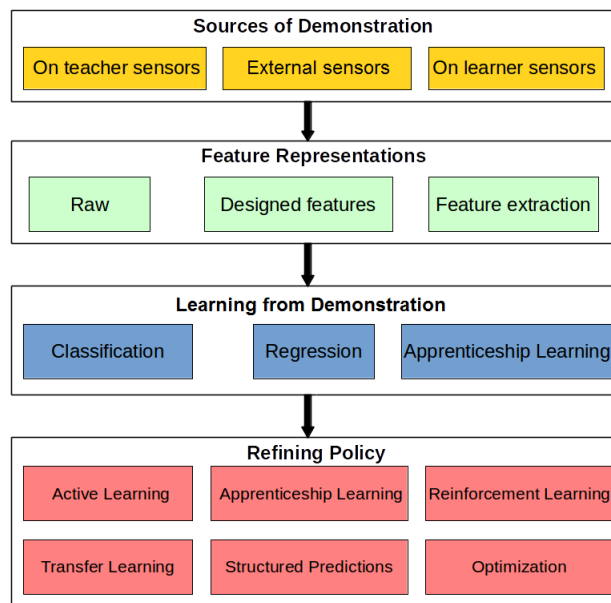 Sources of Demonstration
On teacher sensors
External sensors
On learner sensors
Feature Representations
Raw
Designed features
Feature extraction
Learning from Demonstration
Classification
Regression
Apprenticeship Learning
Refining Policy
Active Learning
Apprenticeship Learning
Reinforcement Learning
Transfer Learning
Structured Predictions
Optimization